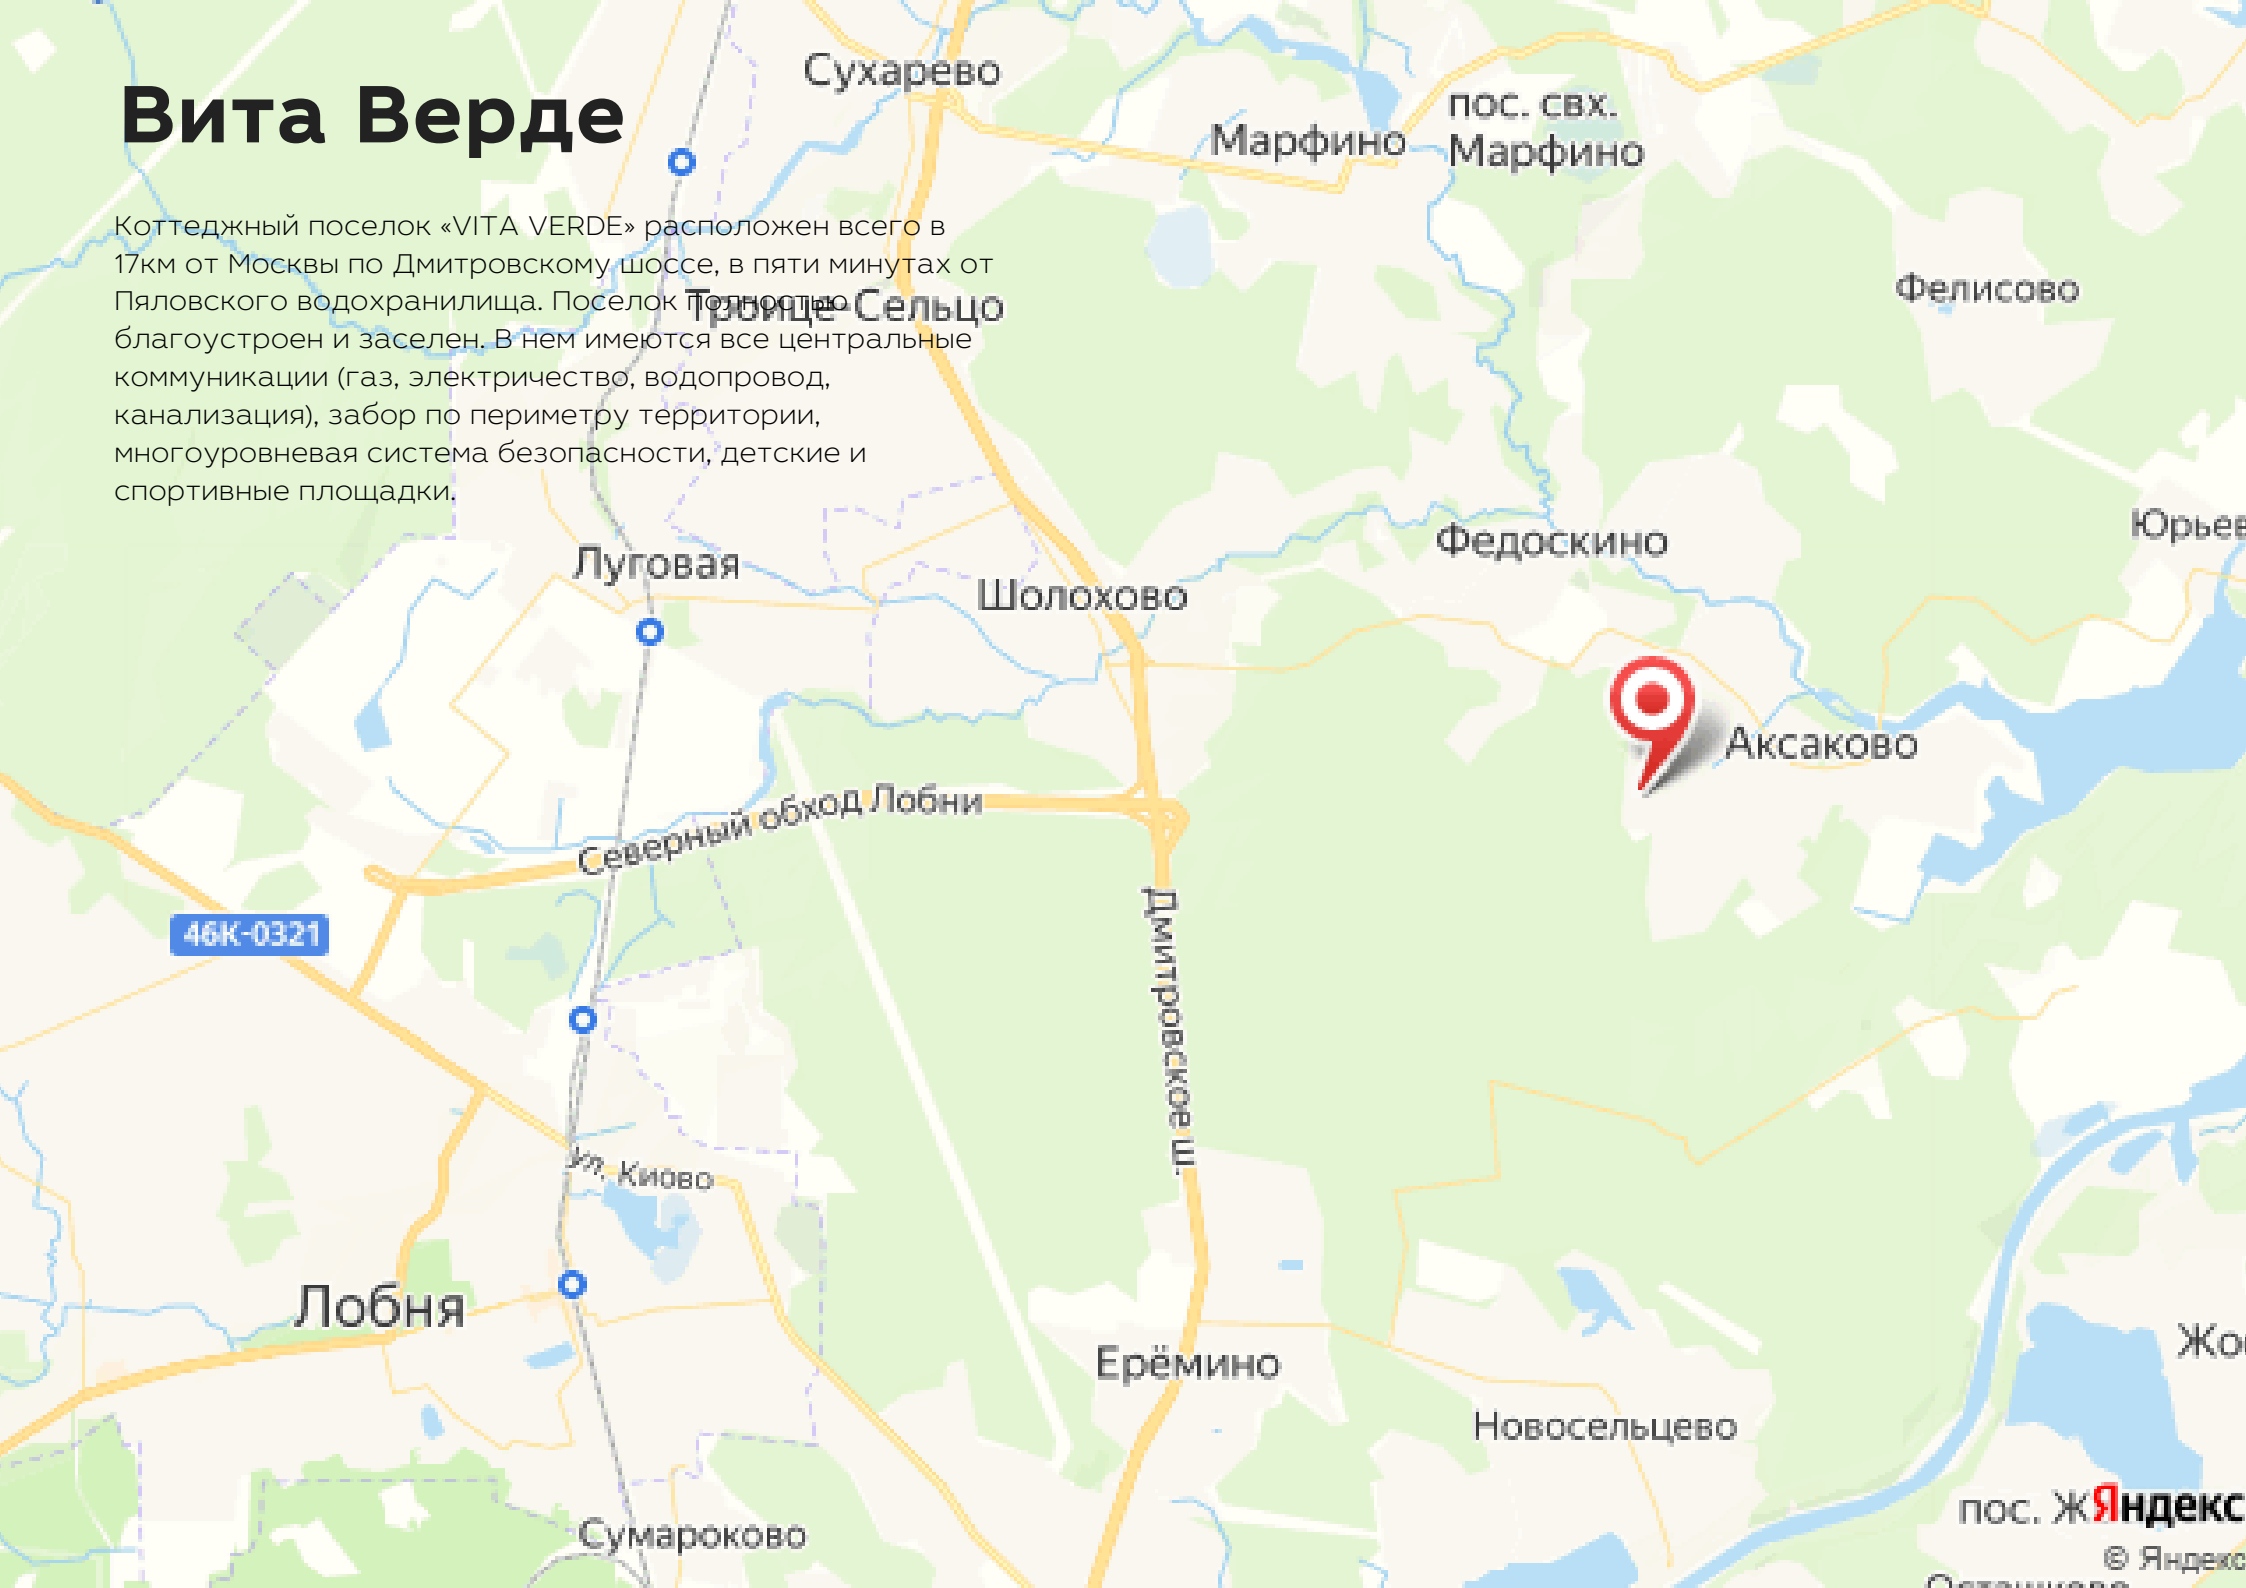 Вита Верде
Коттеджный поселок «VITA VERDE» расположен всего в
17км от Москвы по Дмитровскому шоссе, в пяти минутах от
Пяловского водохранилища. Поселок полностью
благоустроен и заселен. В нем имеются все центральные
коммуникации (газ, электричество, водопровод,
канализация), забор по периметру территории,
многоуровневая система безопасности, детские и
спортивные площадки.
Сухарево
Марфино
пос. свх.
Марфино
Троице-Сельцо
Фелисово
Луговая
Шолохово
Федоскино
Юрьев
Аксаково
Северный обход Лобни
46К-0321
Дмитровское ш.
ул. Киово
Лобня
Ерёмино
Новосельцево
Жос
Сумароково
пос. Ж
Яндекс
© Яндекс